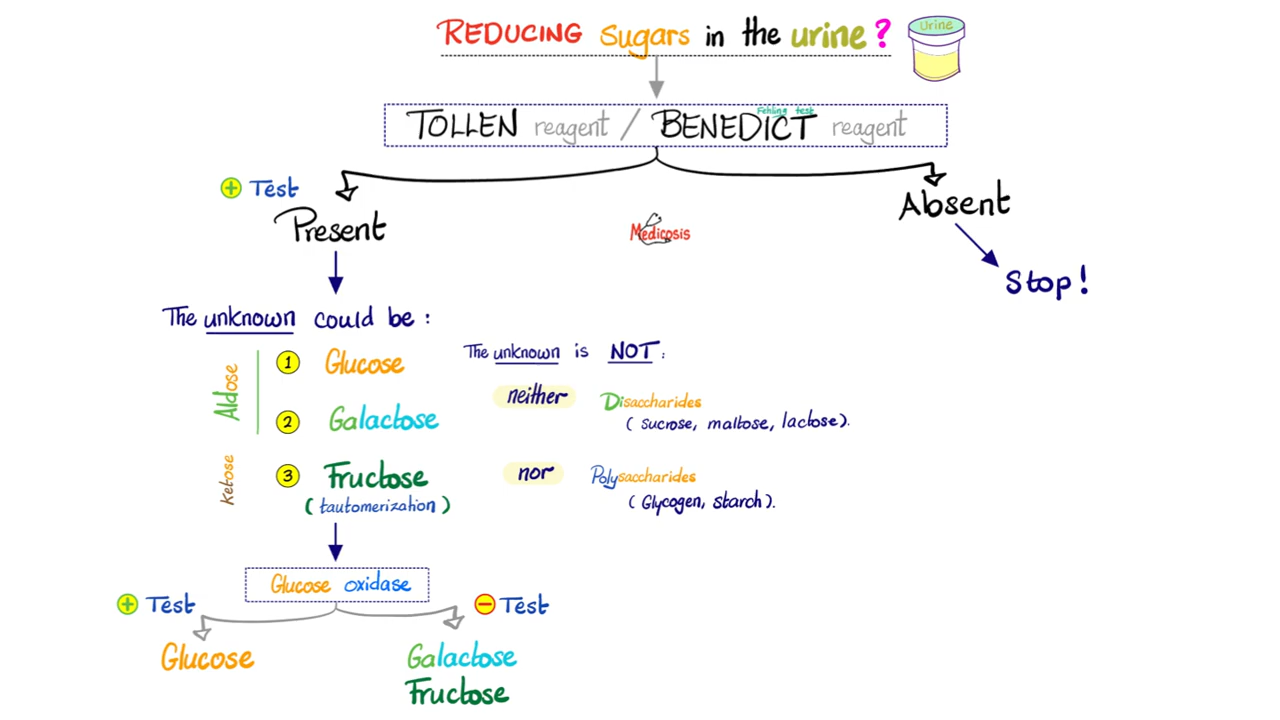 REDUCING Sugars in the urine?
Urine
Fehling test
TOLLEN reagent / BENEDICT reagent
+ Test
Present
Absent
Medicosis
Stop!
The unknown could be:
Aldose
1 Glucose
2 Galactose
Ketose
3 Fructose
(tautomerization)
The unknown is NOT:
neither Disaccharides
(sucrose, maltose, lactose).
nor Polysaccharides
(Glycogen, starch).
Glucose oxidase
+ Test
− Test
Glucose
Galactose
Fructose